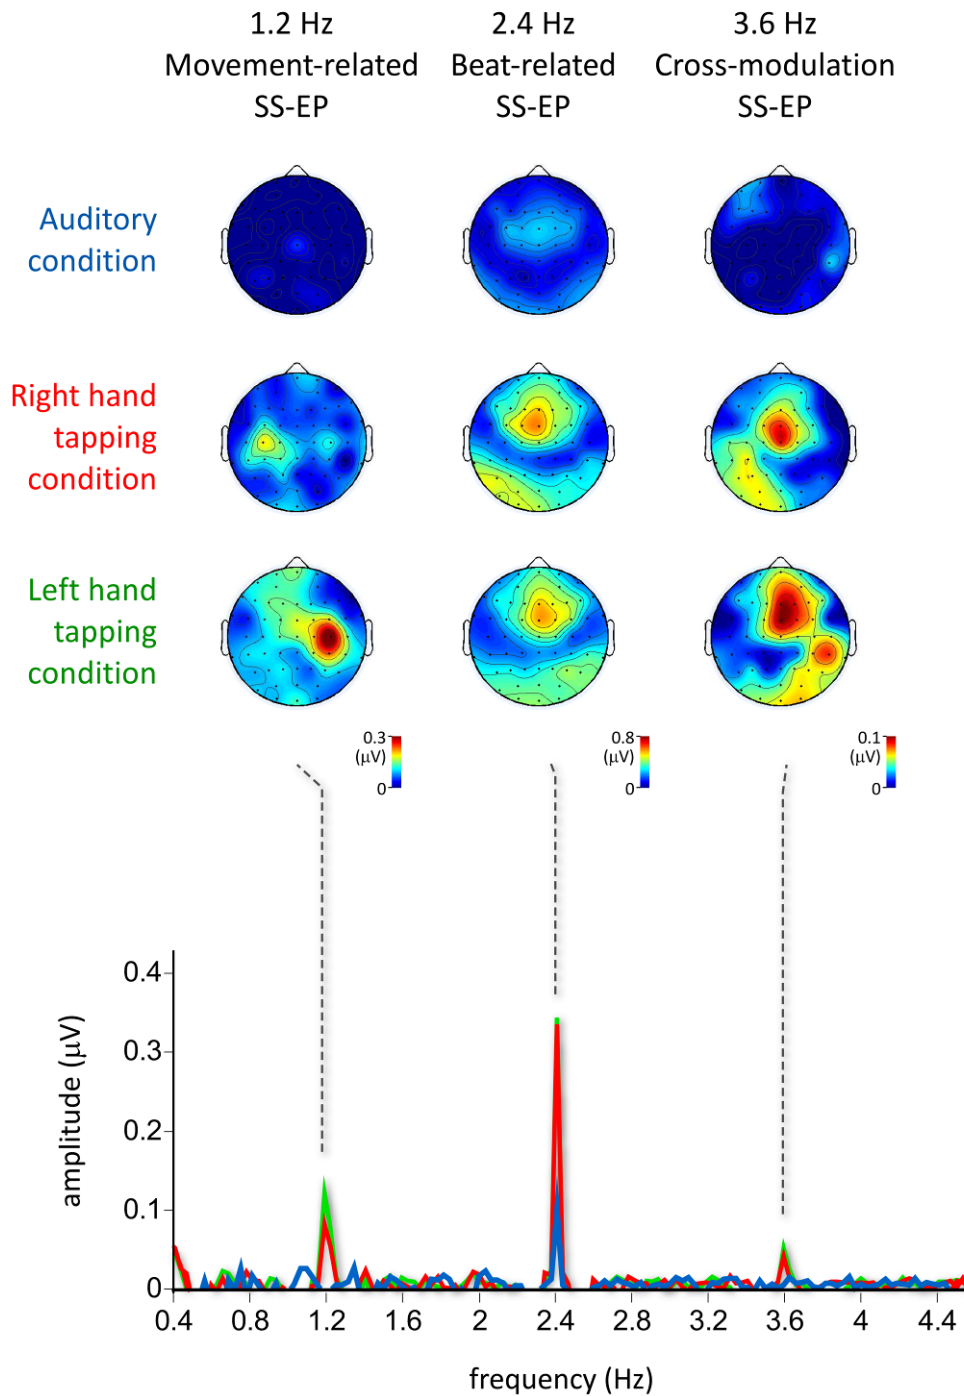 1.2 Hz
Movement-related
SS-EP
2.4 Hz
Beat-related
SS-EP
3.6 Hz
Cross-modulation
SS-EP
Auditory
condition
Right hand
tapping
condition
Left hand
tapping
condition
0.3
(μV)
0
0.8
(μV)
0
0.1
(μV)
0
amplitude (μV)
0.4
0.3
0.2
0.1
0
0.4 0.8 1.2 1.6 2 2.4 2.8 3.2 3.6 4 4.4
frequency (Hz)